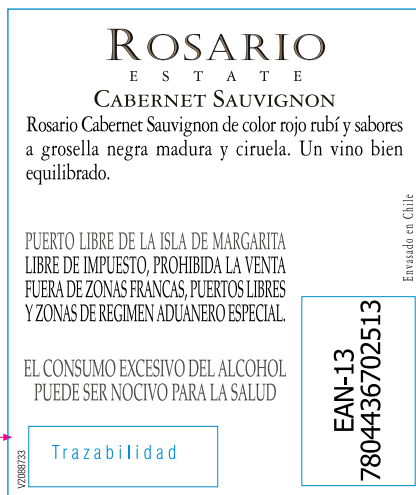 ROSARIO
ESTATE
CABERNET SAUVIGNON
Rosario Cabernet Sauvignon de color rojo rubí y sabores
a grosella negra madura y ciruela. Un vino bien
equilibrado.
Envasado en Chile
PUERTO LIBRE DE LA ISLA DE MARGARITA
LIBRE DE IMPUESTO, PROHIBIDA LA VENTA
FUERA DE ZONAS FRANCAS, PUERTOS LIBRES
Y ZONAS DE REGIMEN ADUANERO ESPECIAL.
EL CONSUMO EXCESIVO DEL ALCOHOL
PUEDE SER NOCIVO PARA LA SALUD
EAN-13
7804436702513
Trazabilidad
V2088733